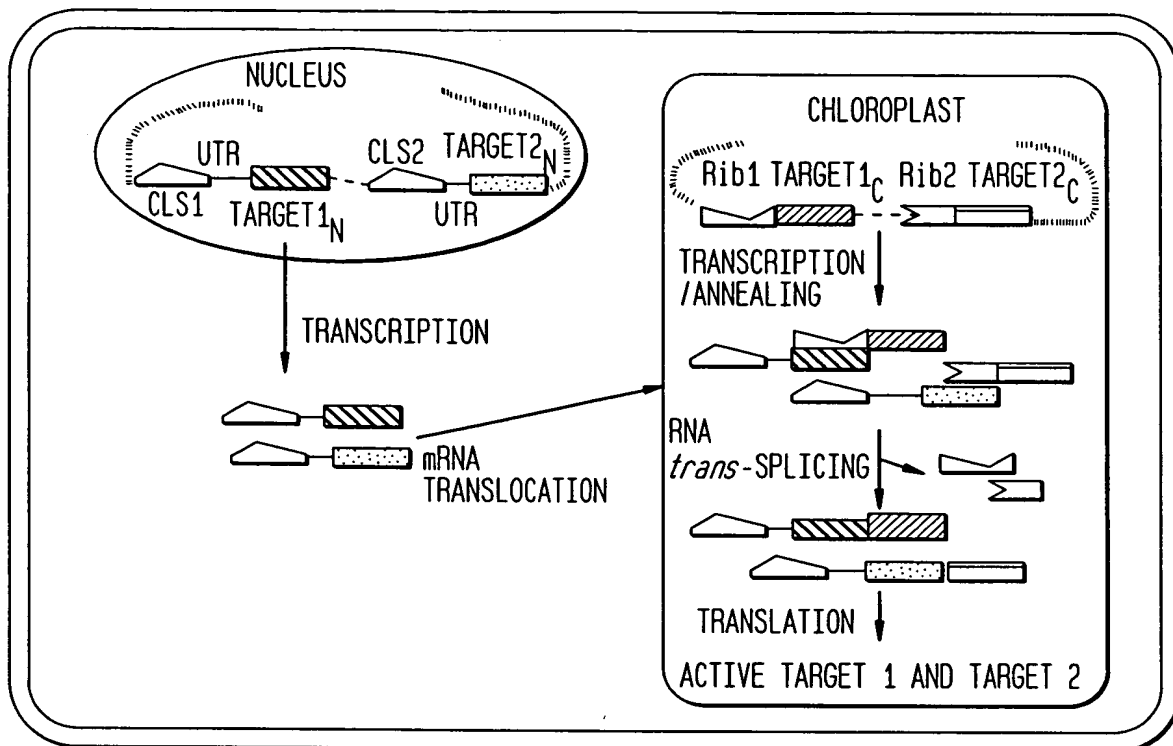 NUCLEUS
UTR
CLS2
TARGET2N
CLS1
TARGET1N
UTR
TRANSCRIPTION
mRNA
TRANSLOCATION
CHLOROPLAST
Rib1 TARGET1C Rib2 TARGET2C
TRANSCRIPTION
/ANNEALING
RNA
trans-SPLICING
TRANSLATION
ACTIVE TARGET 1 AND TARGET 2